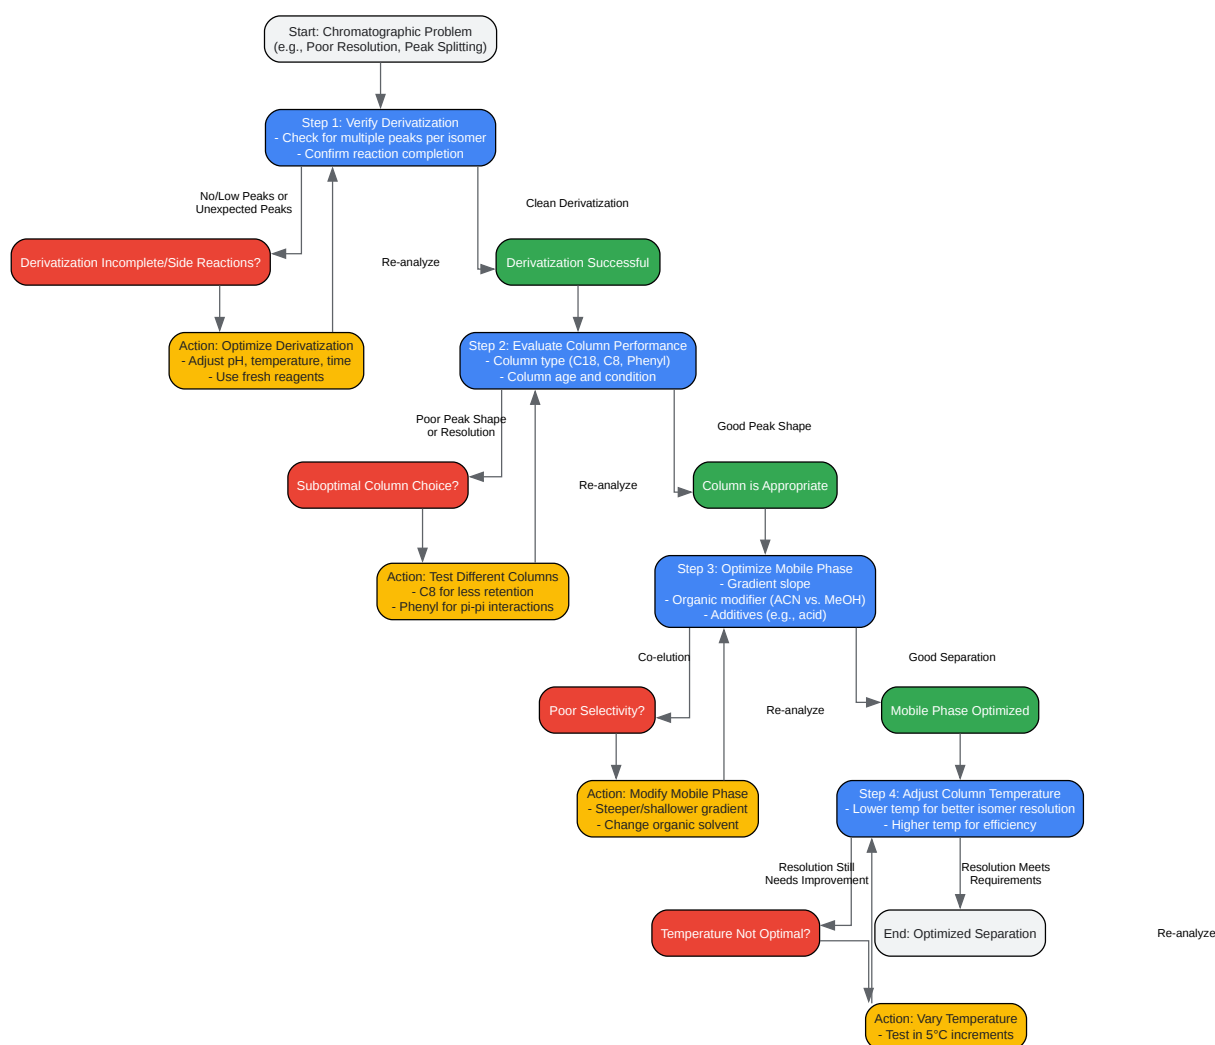 Start: Chromatographic Problem
(e.g., Poor Resolution, Peak Splitting)
Step 1: Verify Derivatization
- Check for multiple peaks per isomer
- Confirm reaction completion
No/Low Peaks or
Unexpected Peaks
Clean Derivatization
Derivatization Incomplete/Side Reactions?
Re-analyze
Derivatization Successful
Action: Optimize Derivatization
- Adjust pH, temperature, time
- Use fresh reagents
Step 2: Evaluate Column Performance
- Column type (C18, C8, Phenyl)
- Column age and condition
Poor Peak Shape
or Resolution
Good Peak Shape
Suboptimal Column Choice?
Re-analyze
Column is Appropriate
Action: Test Different Columns
- C8 for less retention
- Phenyl for pi-pi interactions
Step 3: Optimize Mobile Phase
- Gradient slope
- Organic modifier (ACN vs. MeOH)
- Additives (e.g., acid)
Co-elution
Good Separation
Poor Selectivity?
Re-analyze
Mobile Phase Optimized
Action: Modify Mobile Phase
- Steeper/shallower gradient
- Change organic solvent
Step 4: Adjust Column Temperature
- Lower temp for better isomer resolution
- Higher temp for efficiency
Resolution Still
Needs Improvement
Resolution Meets
Requirements
Temperature Not Optimal?
End: Optimized Separation
Re-analyze
Action: Vary Temperature
- Test in 5°C increments